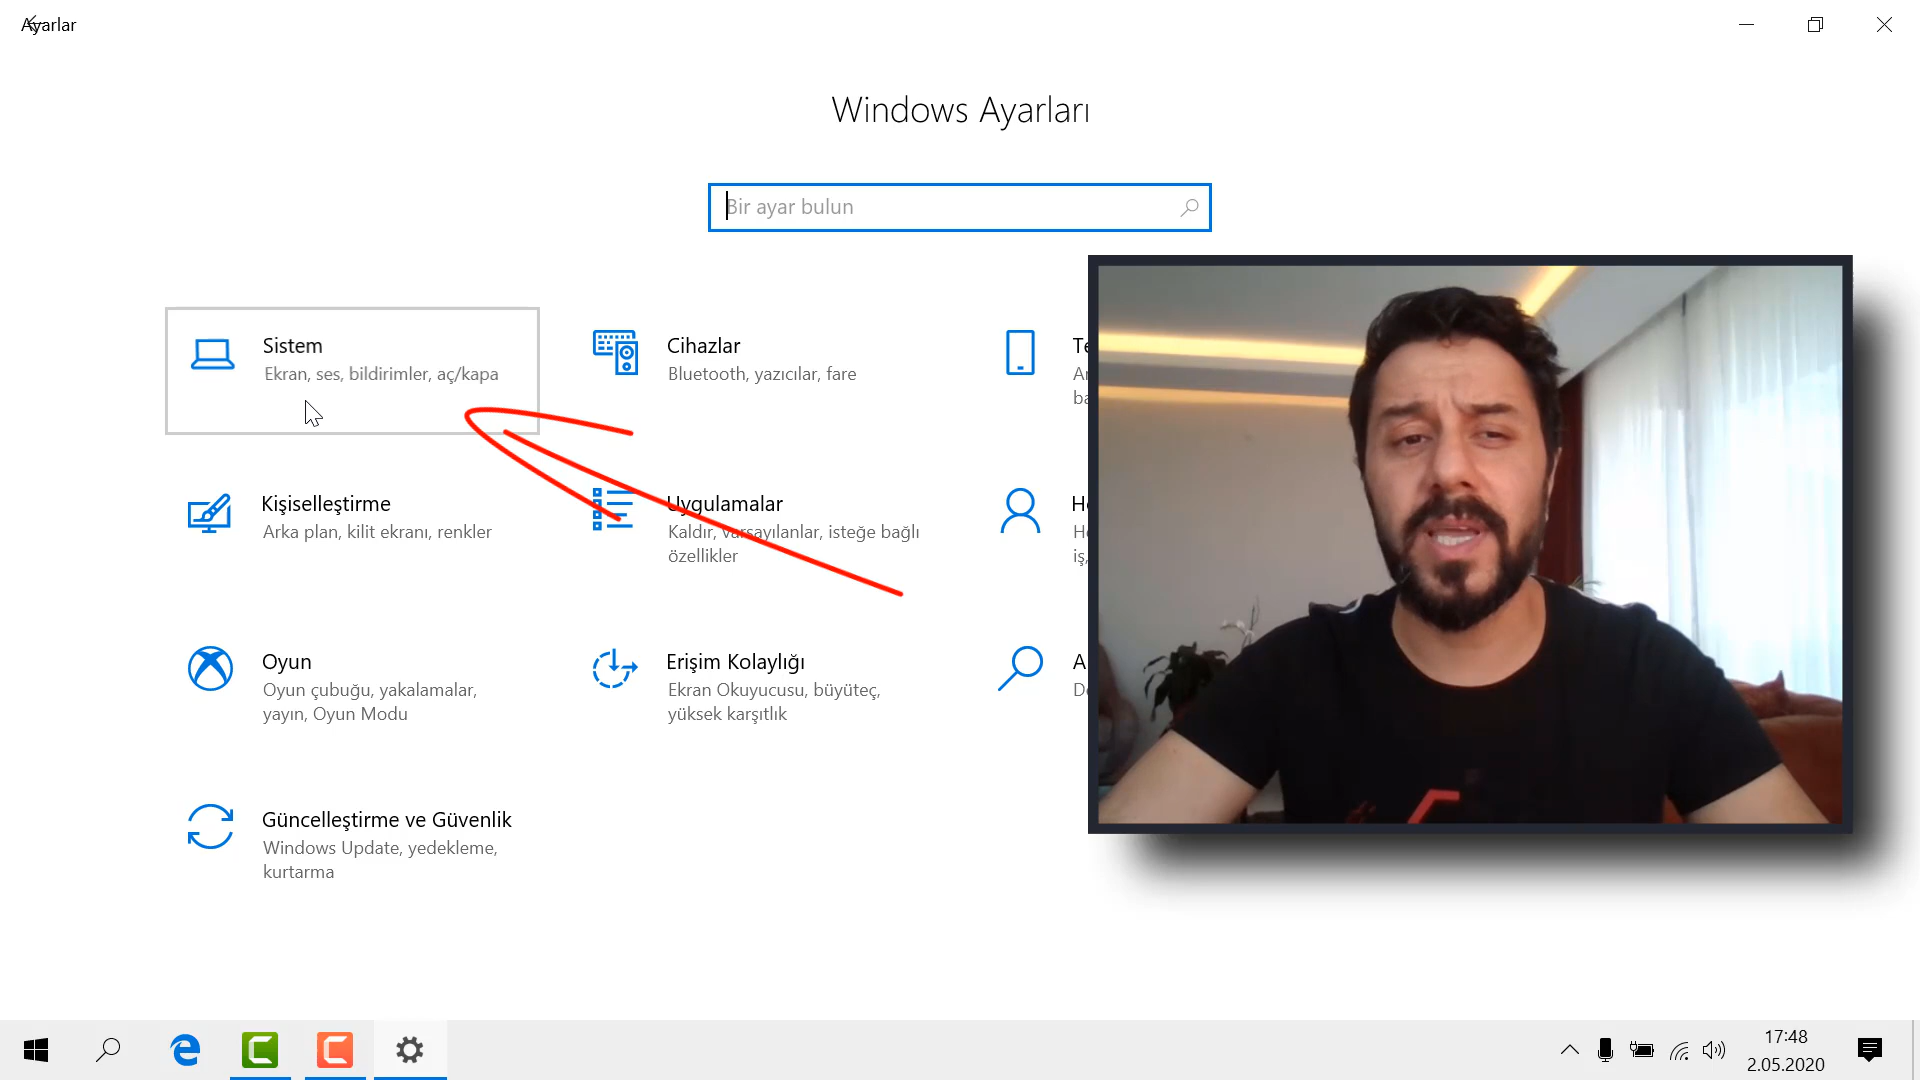 Ayarlar
Windows Ayarları
Bir ayar bulun
Sistem
Ekran, ses, bildirimler, aç/kapa
Cihazlar
Bluetooth, yazıcılar, fare
Kişiselleştirme
Arka plan, kilit ekranı, renkler
Uygulamalar
Kaldır, varsayılanlar, isteğe bağlı
özellikler
Oyun
Oyun çubuğu, yakalamalar,
yayın, Oyun Modu
Erişim Kolaylığı
Ekran Okuyucusu, büyüteç,
yüksek karşıtlık
Güncelleştirme ve Güvenlik
Windows Update, yedekleme,
kurtarma
17:48
2.05.2020